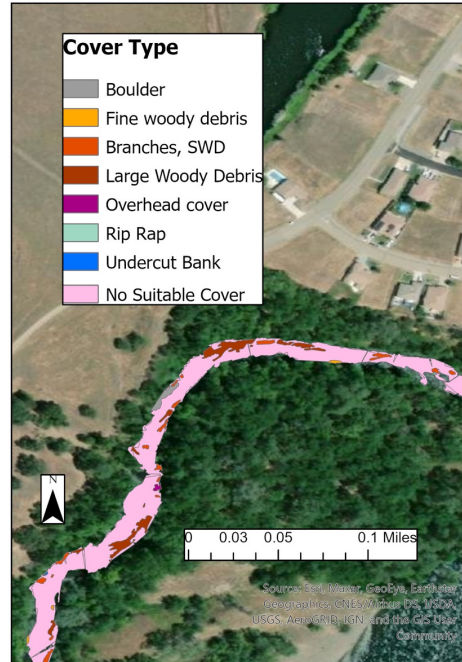 Cover Type
Boulder
Fine woody debris
Branches, SWD
Large Woody Debris
Overhead cover
Rip Rap
Undercut Bank
No Suitable Cover
N
0 0.03 0.05 0.1 Miles
Source: Esri, Maxar, GeoEye, Earthstar
Geographics, CNES/Airbus DS, USDA,
USGS, AeroGRID, IGN, and the GIS User
Community